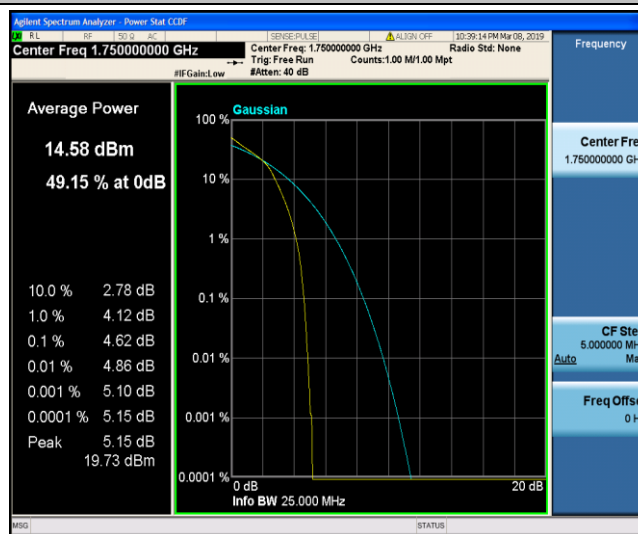 Agilent Spectrum Analyzer - Power Stat CCDF
RL RF 50 Ω AC SENSE:PULSE ALIGN OFF 10:39:14 PM Mar 08, 2019
Center Freq 1.750000000 GHz
Center Freq: 1.750000000 GHz Radio Std: None
Trig: Free Run Counts:1.00 M/1.00 Mpt
#IFGain:Low #Atten: 40 dB
Frequency
Average Power
14.58 dBm
49.15 % at 0dB
10.0 % 2.78 dB
1.0 % 4.12 dB
0.1 % 4.62 dB
0.01 % 4.86 dB
0.001 % 5.10 dB
0.0001 % 5.15 dB
Peak 5.15 dB
19.73 dBm
Gaussian
100 %
10 %
1 %
0.1 %
0.01 %
0.001 %
0.0001 %
0 dB 20 dB
Info BW 25.000 MHz
Center Fre
1.750000000 GH
CF Ste
5.000000 MH
Auto Ma
Freq Offse
0 H
MSG STATUS